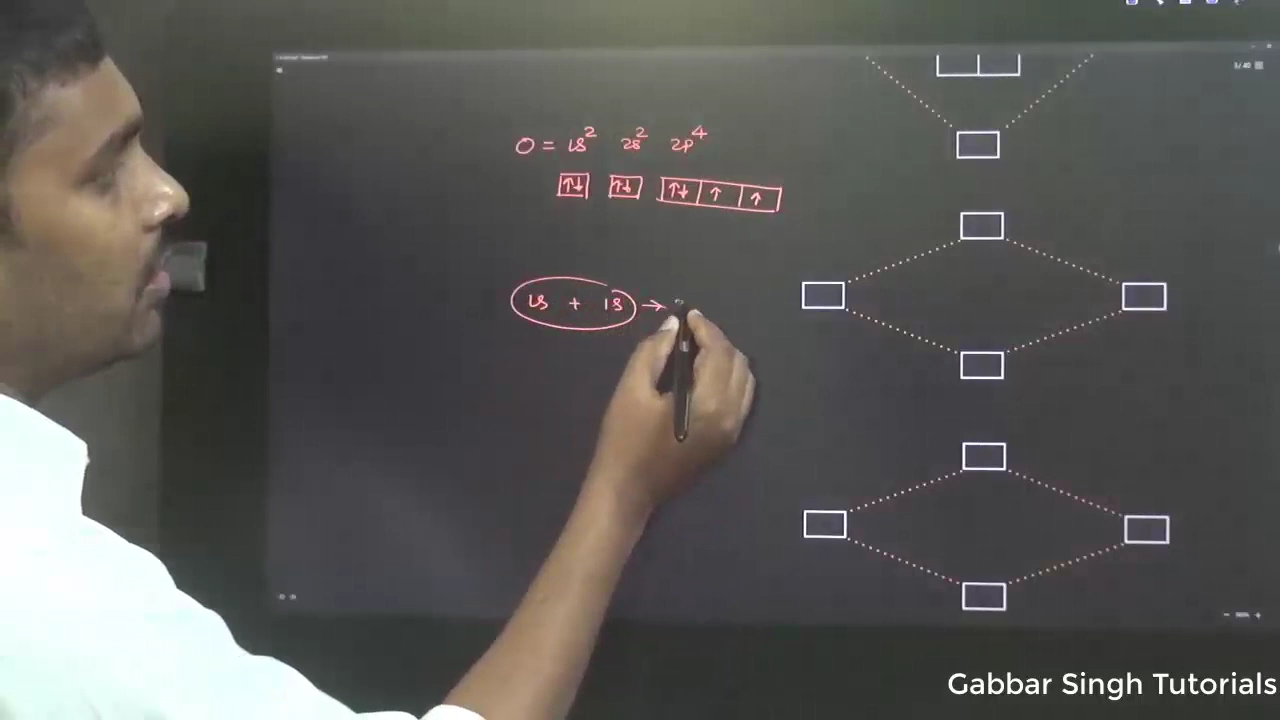 O = 1s² 2s² 2p⁴
↑↓ ↑↓ ↑↓ ↑ ↑
1s + 1s →
Gabbar Singh Tutorials